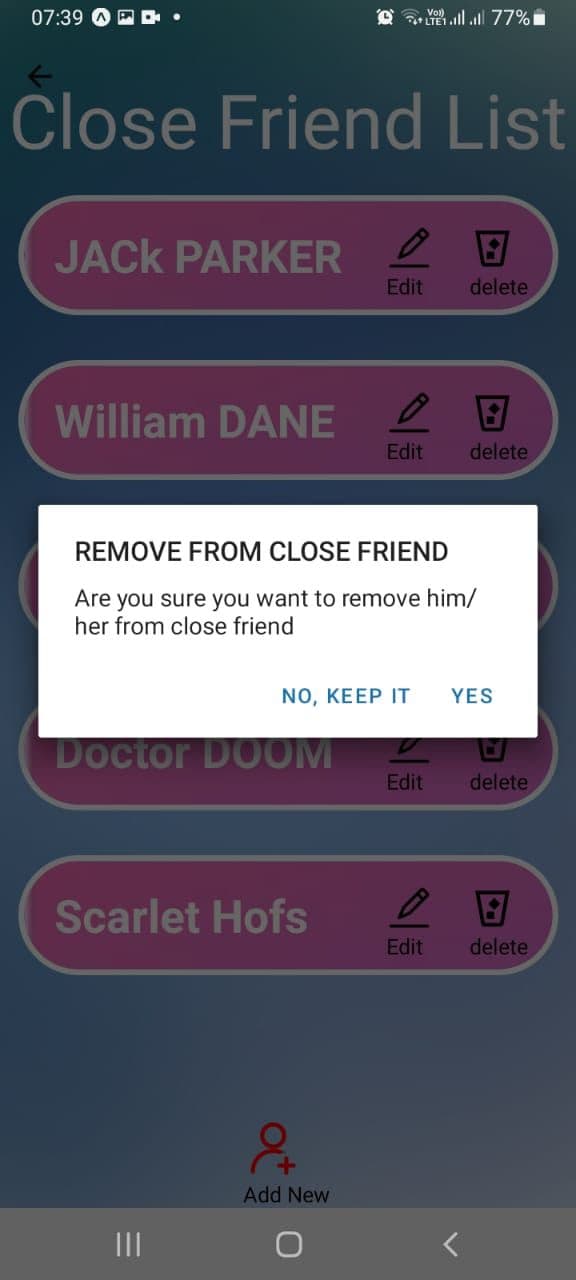 07:39 Vo)) LTE1 77%
Close Friend List
JACk PARKER
Edit delete
William DANE
Edit delete
REMOVE FROM CLOSE FRIEND
Are you sure you want to remove him/
her from close friend
NO, KEEP IT YES
Doctor DOOM
Edit delete
Scarlet Hofs
Edit delete
Add New